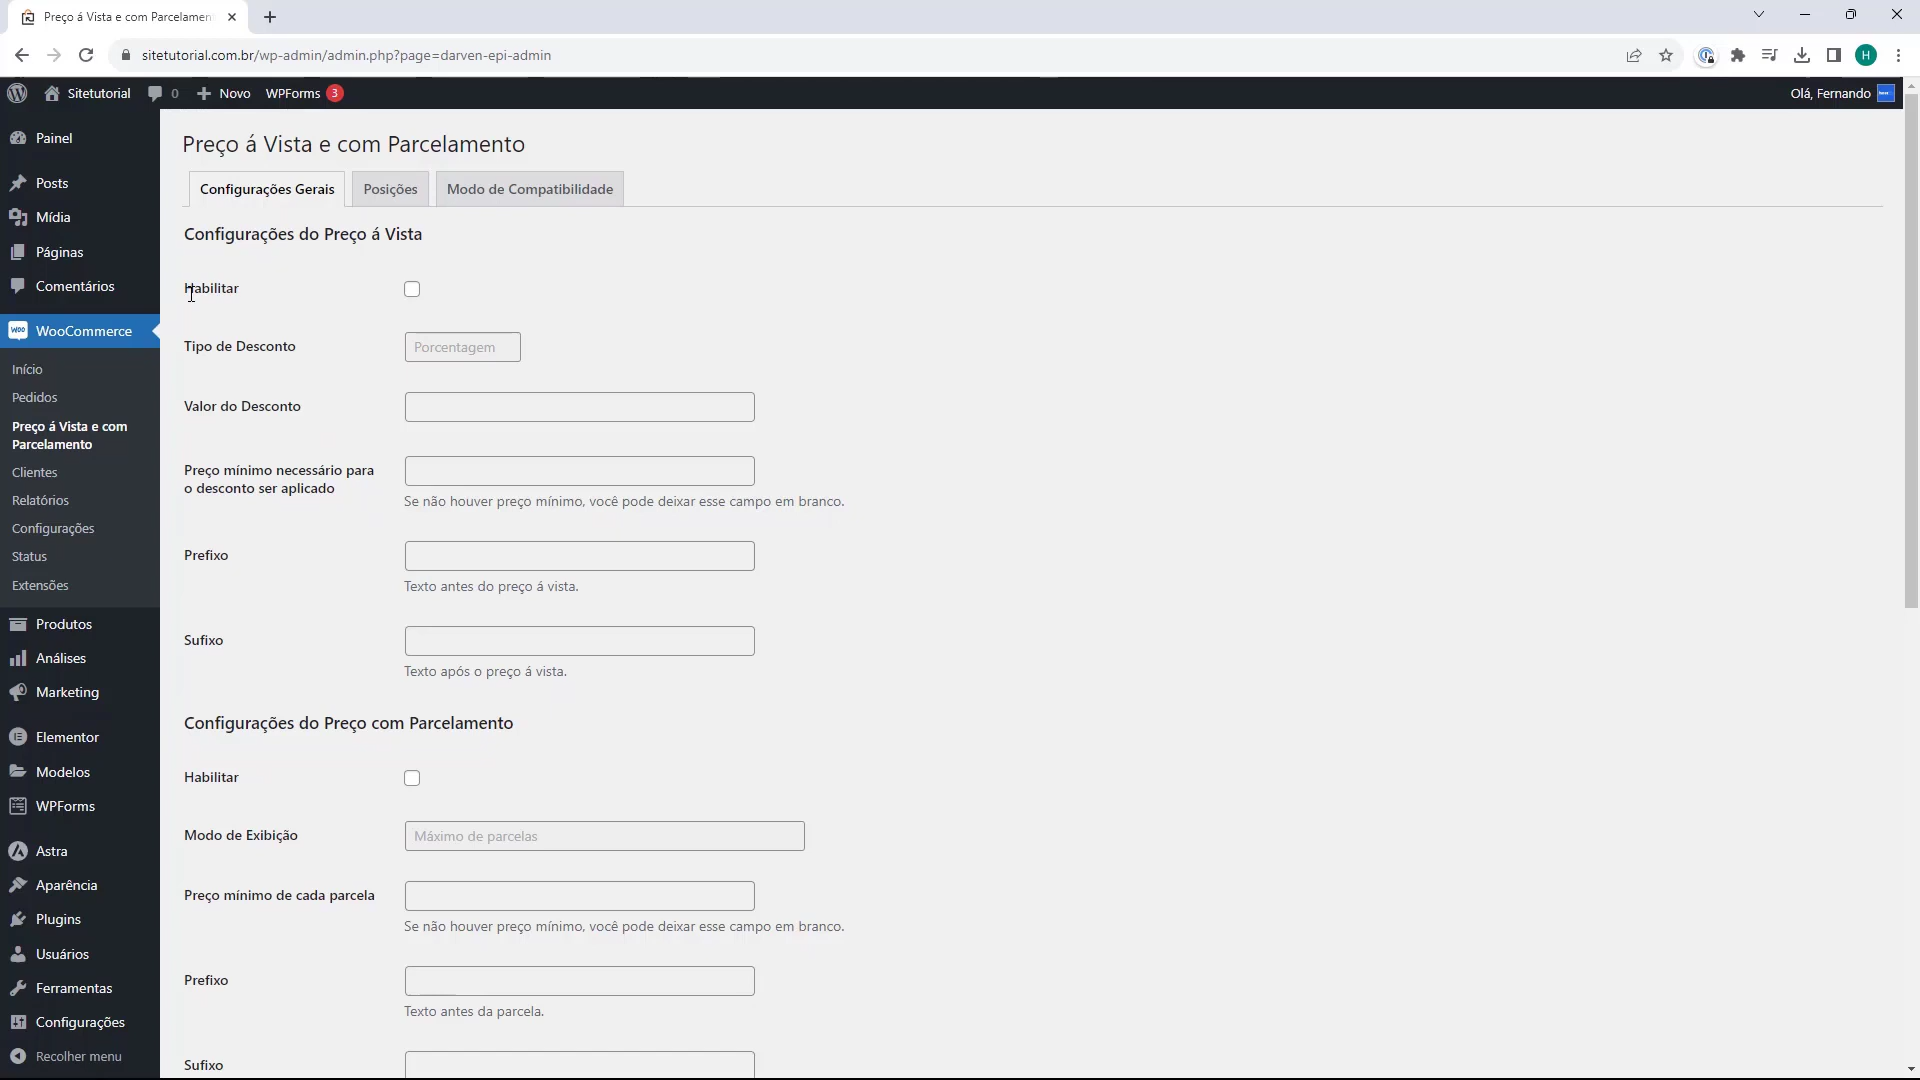 Preço á Vista e com Parcelamen
sitetutorial.com.br/wp-admin/admin.php?page=darven-epi-admin
H
Sitetutorial
0
Novo
WPForms
3
Olá, Fernando
Painel
Posts
Mídia
Páginas
Comentários
WooCommerce
Início
Pedidos
Preço á Vista e com
Parcelamento
Clientes
Relatórios
Configurações
Status
Extensões
Produtos
Análises
Marketing
Elementor
Modelos
WPForms
Astra
Aparência
Plugins
Usuários
Ferramentas
Configurações
Recolher menu
Preço á Vista e com Parcelamento
Configurações Gerais
Posições
Modo de Compatibilidade
Configurações do Preço á Vista
Habilitar
Tipo de Desconto
Porcentagem
Valor do Desconto
Preço mínimo necessário para
o desconto ser aplicado
Se não houver preço mínimo, você pode deixar esse campo em branco.
Prefixo
Texto antes do preço á vista.
Sufixo
Texto após o preço á vista.
Configurações do Preço com Parcelamento
Habilitar
Modo de Exibição
Máximo de parcelas
Preço mínimo de cada parcela
Se não houver preço mínimo, você pode deixar esse campo em branco.
Prefixo
Texto antes da parcela.
Sufixo